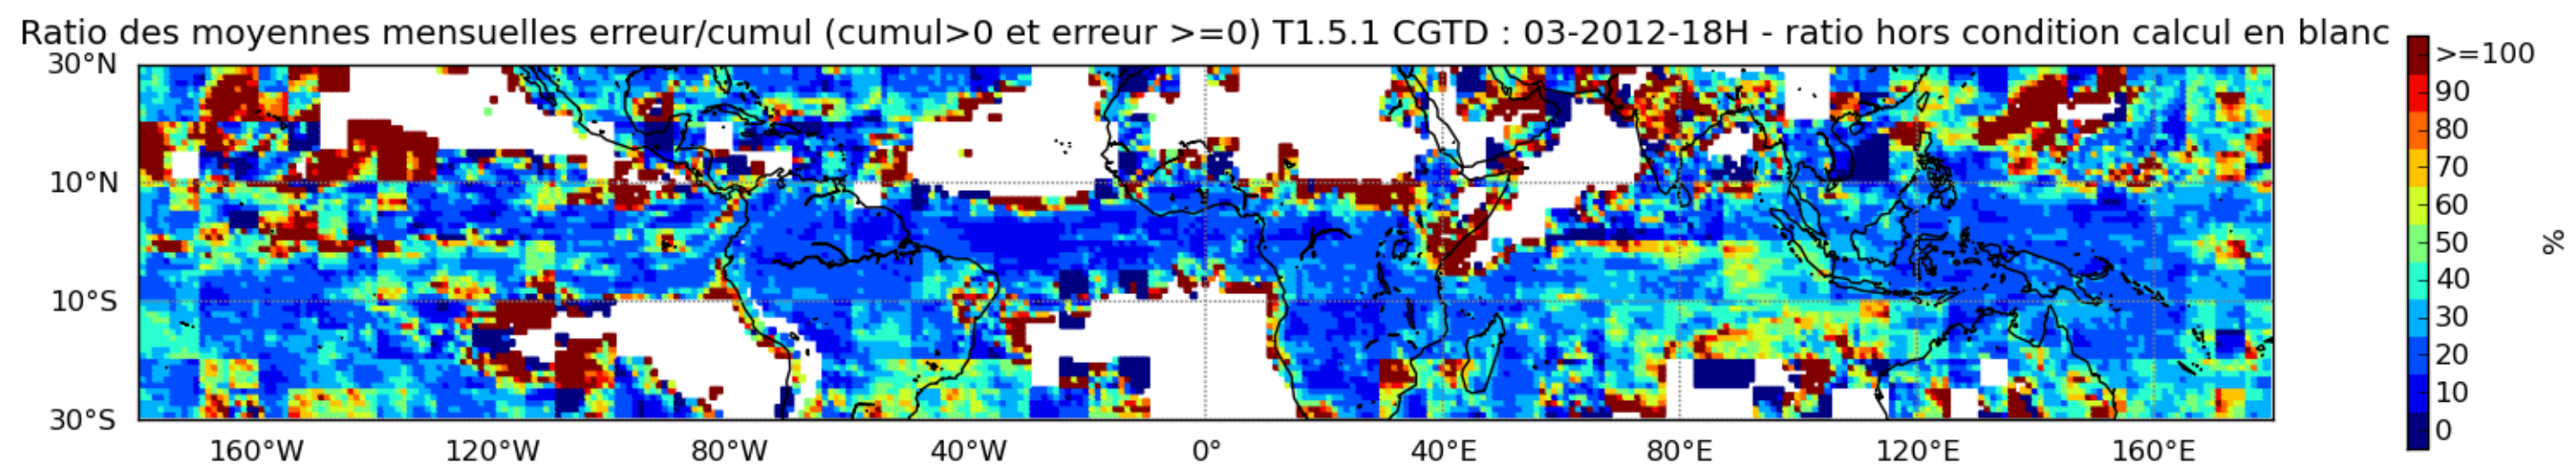 Ratio des moyennes mensuelles erreur/cumul (cumul>0 et erreur >=0) T1.5.1 CGTD : 03-2012-18H - ratio hors condition calcul en blanc
30°N
10°N
10°S
30°S
160°W 120°W 80°W 40°W 0° 40°E 80°E 120°E 160°E
>=100
90
80
70
60
50
40
30
20
10
0
%